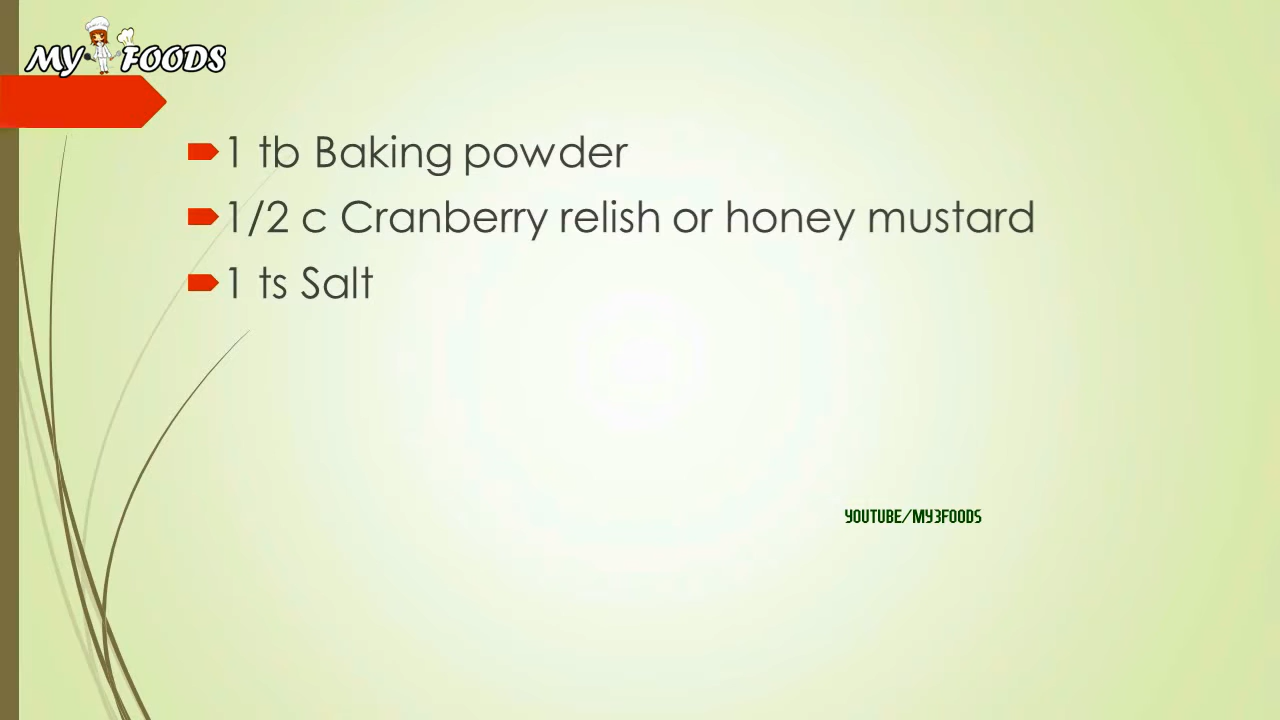 MY FOODS
1 tb Baking powder
1/2 c Cranberry relish or honey mustard
1 ts Salt
YOUTUBE/MY3FOODS